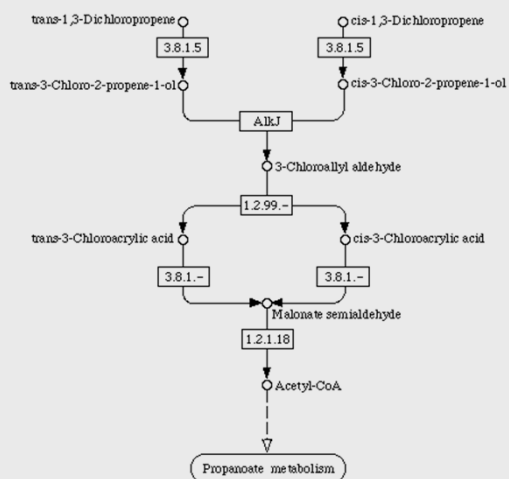 trans-1,3-Dichloropropene
cis-1,3-Dichloropropene
3.8.1.5
3.8.1.5
trans-3-Chloro-2-propene-1-ol
cis-3-Chloro-2-propene-1-ol
AlkJ
3-Chloroallyl aldehyde
1.2.99.-
trans-3-Chloroacrylic acid
cis-3-Chloroacrylic acid
3.8.1.-
3.8.1.-
Malonate semialdehyde
1.2.1.18
Acetyl-CoA
Propanoate metabolism